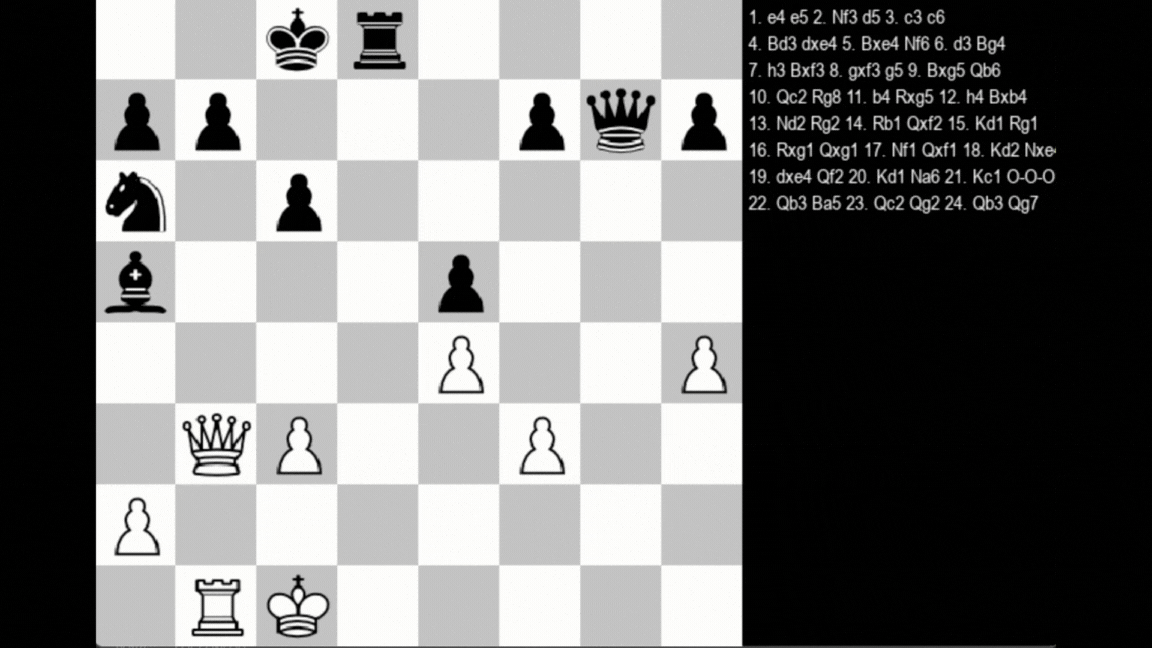 1. e4 e5 2. Nf3 d5 3. c3 c6
4. Bd3 dxe4 5. Bxe4 Nf6 6. d3 Bg4
7. h3 Bxf3 8. gxf3 g5 9. Bxg5 Qb6
10. Qc2 Rg8 11. b4 Rxg5 12. h4 Bxb4
13. Nd2 Rg2 14. Rb1 Qxf2 15. Kd1 Rg1
16. Rxg1 Qxg1 17. Nf1 Qxf1 18. Kd2 Nxe
19. dxe4 Qf2 20. Kd1 Na6 21. Kc1 O-O-O
22. Qb3 Ba5 23. Qc2 Qg2 24. Qb3 Qg7